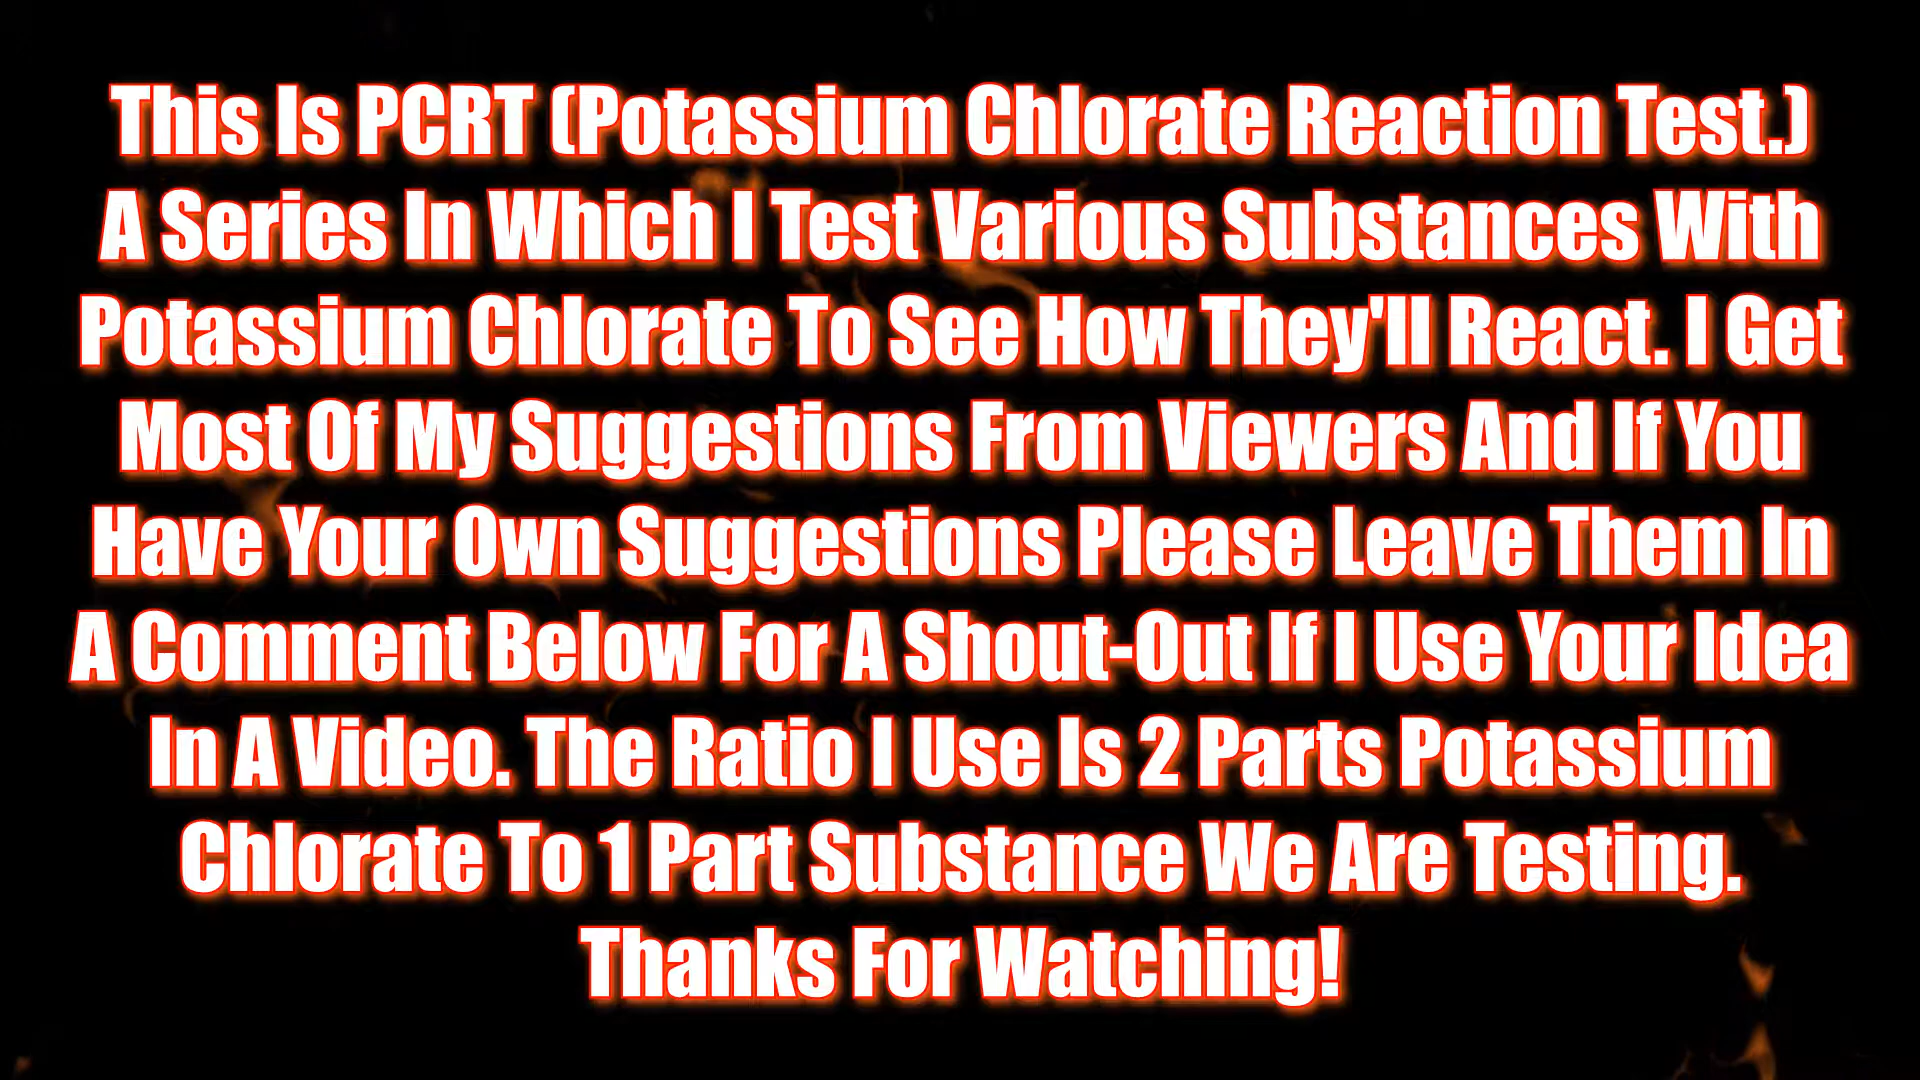 This Is PCRT (Potassium Chlorate Reaction Test.)
A Series In Which I Test Various Substances With
Potassium Chlorate To See How They'll React. I Get
Most Of My Suggestions From Viewers And If You
Have Your Own Suggestions Please Leave Them In
A Comment Below For A Shout-Out If I Use Your Idea
In A Video. The Ratio I Use Is 2 Parts Potassium
Chlorate To 1 Part Substance We Are Testing.
Thanks For Watching!